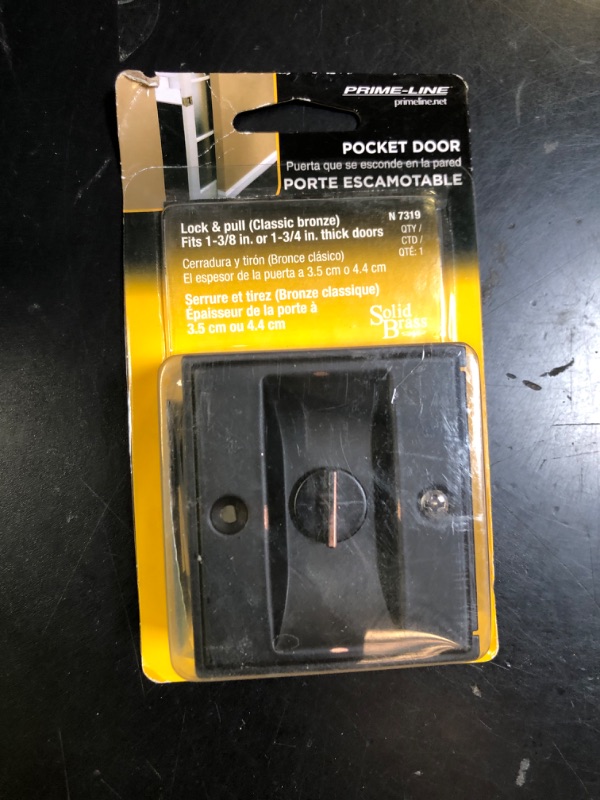 PRIME-LINE
primeline.net
POCKET DOOR
Puerta que se esconde en la pared
PORTE ESCAMOTABLE
Lock & pull (Classic bronze)
Fits 1-3/8 in. or 1-3/4 in. thick doors
Cerradura y tirón (Bronce clásico)
El espesor de la puerta a 3.5 cm o 4.4 cm
Serrure et tirez (Bronze classique)
Épaisseur de la porte à
3.5 cm ou 4.4 cm
N 7319
QTY /
CTD /
QTÉ: 1
Solid
Brass